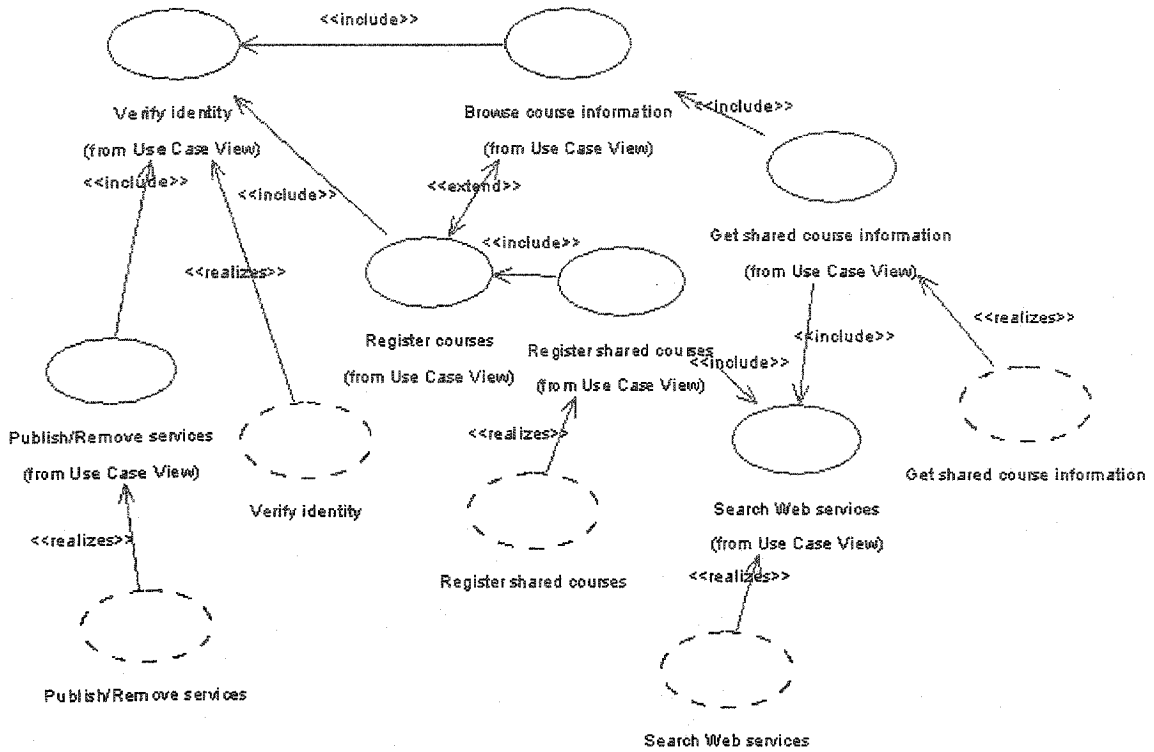 <<include>>
Verify identity
(from Use Case View)
Browse course information
(from Use Case View)
<<include>>
<<include>>
<<include>>
<<extend>>
<<include>>
Get shared course information
(from Use Case View)
<<realizes>>
<<realizes>>
<<include>>
Register courses
(from Use Case View)
Register shared courses
(from Use Case View)
<<include>>
Publish/Remove services
(from Use Case View)
<<realizes>>
Get shared course information
Verify identity
Search Web services
(from Use Case View)
<<realizes>>
Register shared courses
<<realizes>>
Publish/Remove services
Search Web services